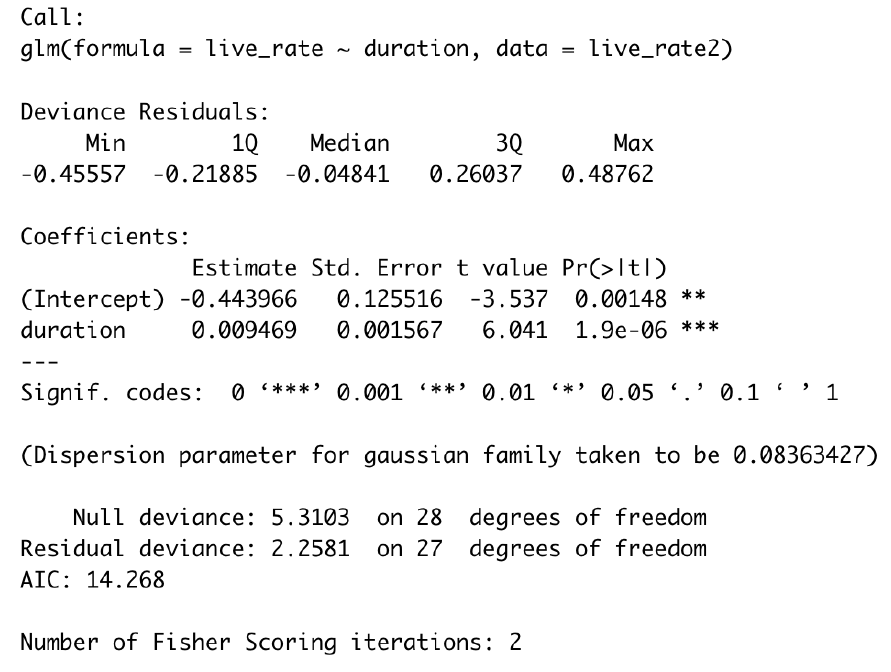 Call:
glm(formula = live_rate ~ duration, data = live_rate2)
Deviance Residuals:
Min 1Q Median 3Q Max
-0.45557 -0.21885 -0.04841 0.26037 0.48762
Coefficients:
Estimate Std. Error t value Pr(>|t|)
(Intercept) -0.443966 0.125516 -3.537 0.00148 **
duration 0.009469 0.001567 6.041 1.9e-06 ***
---
Signif. codes: 0 ‘***’ 0.001 ‘**’ 0.01 ‘*’ 0.05 ‘.’ 0.1 ‘ ’ 1
(Dispersion parameter for gaussian family taken to be 0.08363427)
Null deviance: 5.3103 on 28 degrees of freedom
Residual deviance: 2.2581 on 27 degrees of freedom
AIC: 14.268
Number of Fisher Scoring iterations: 2